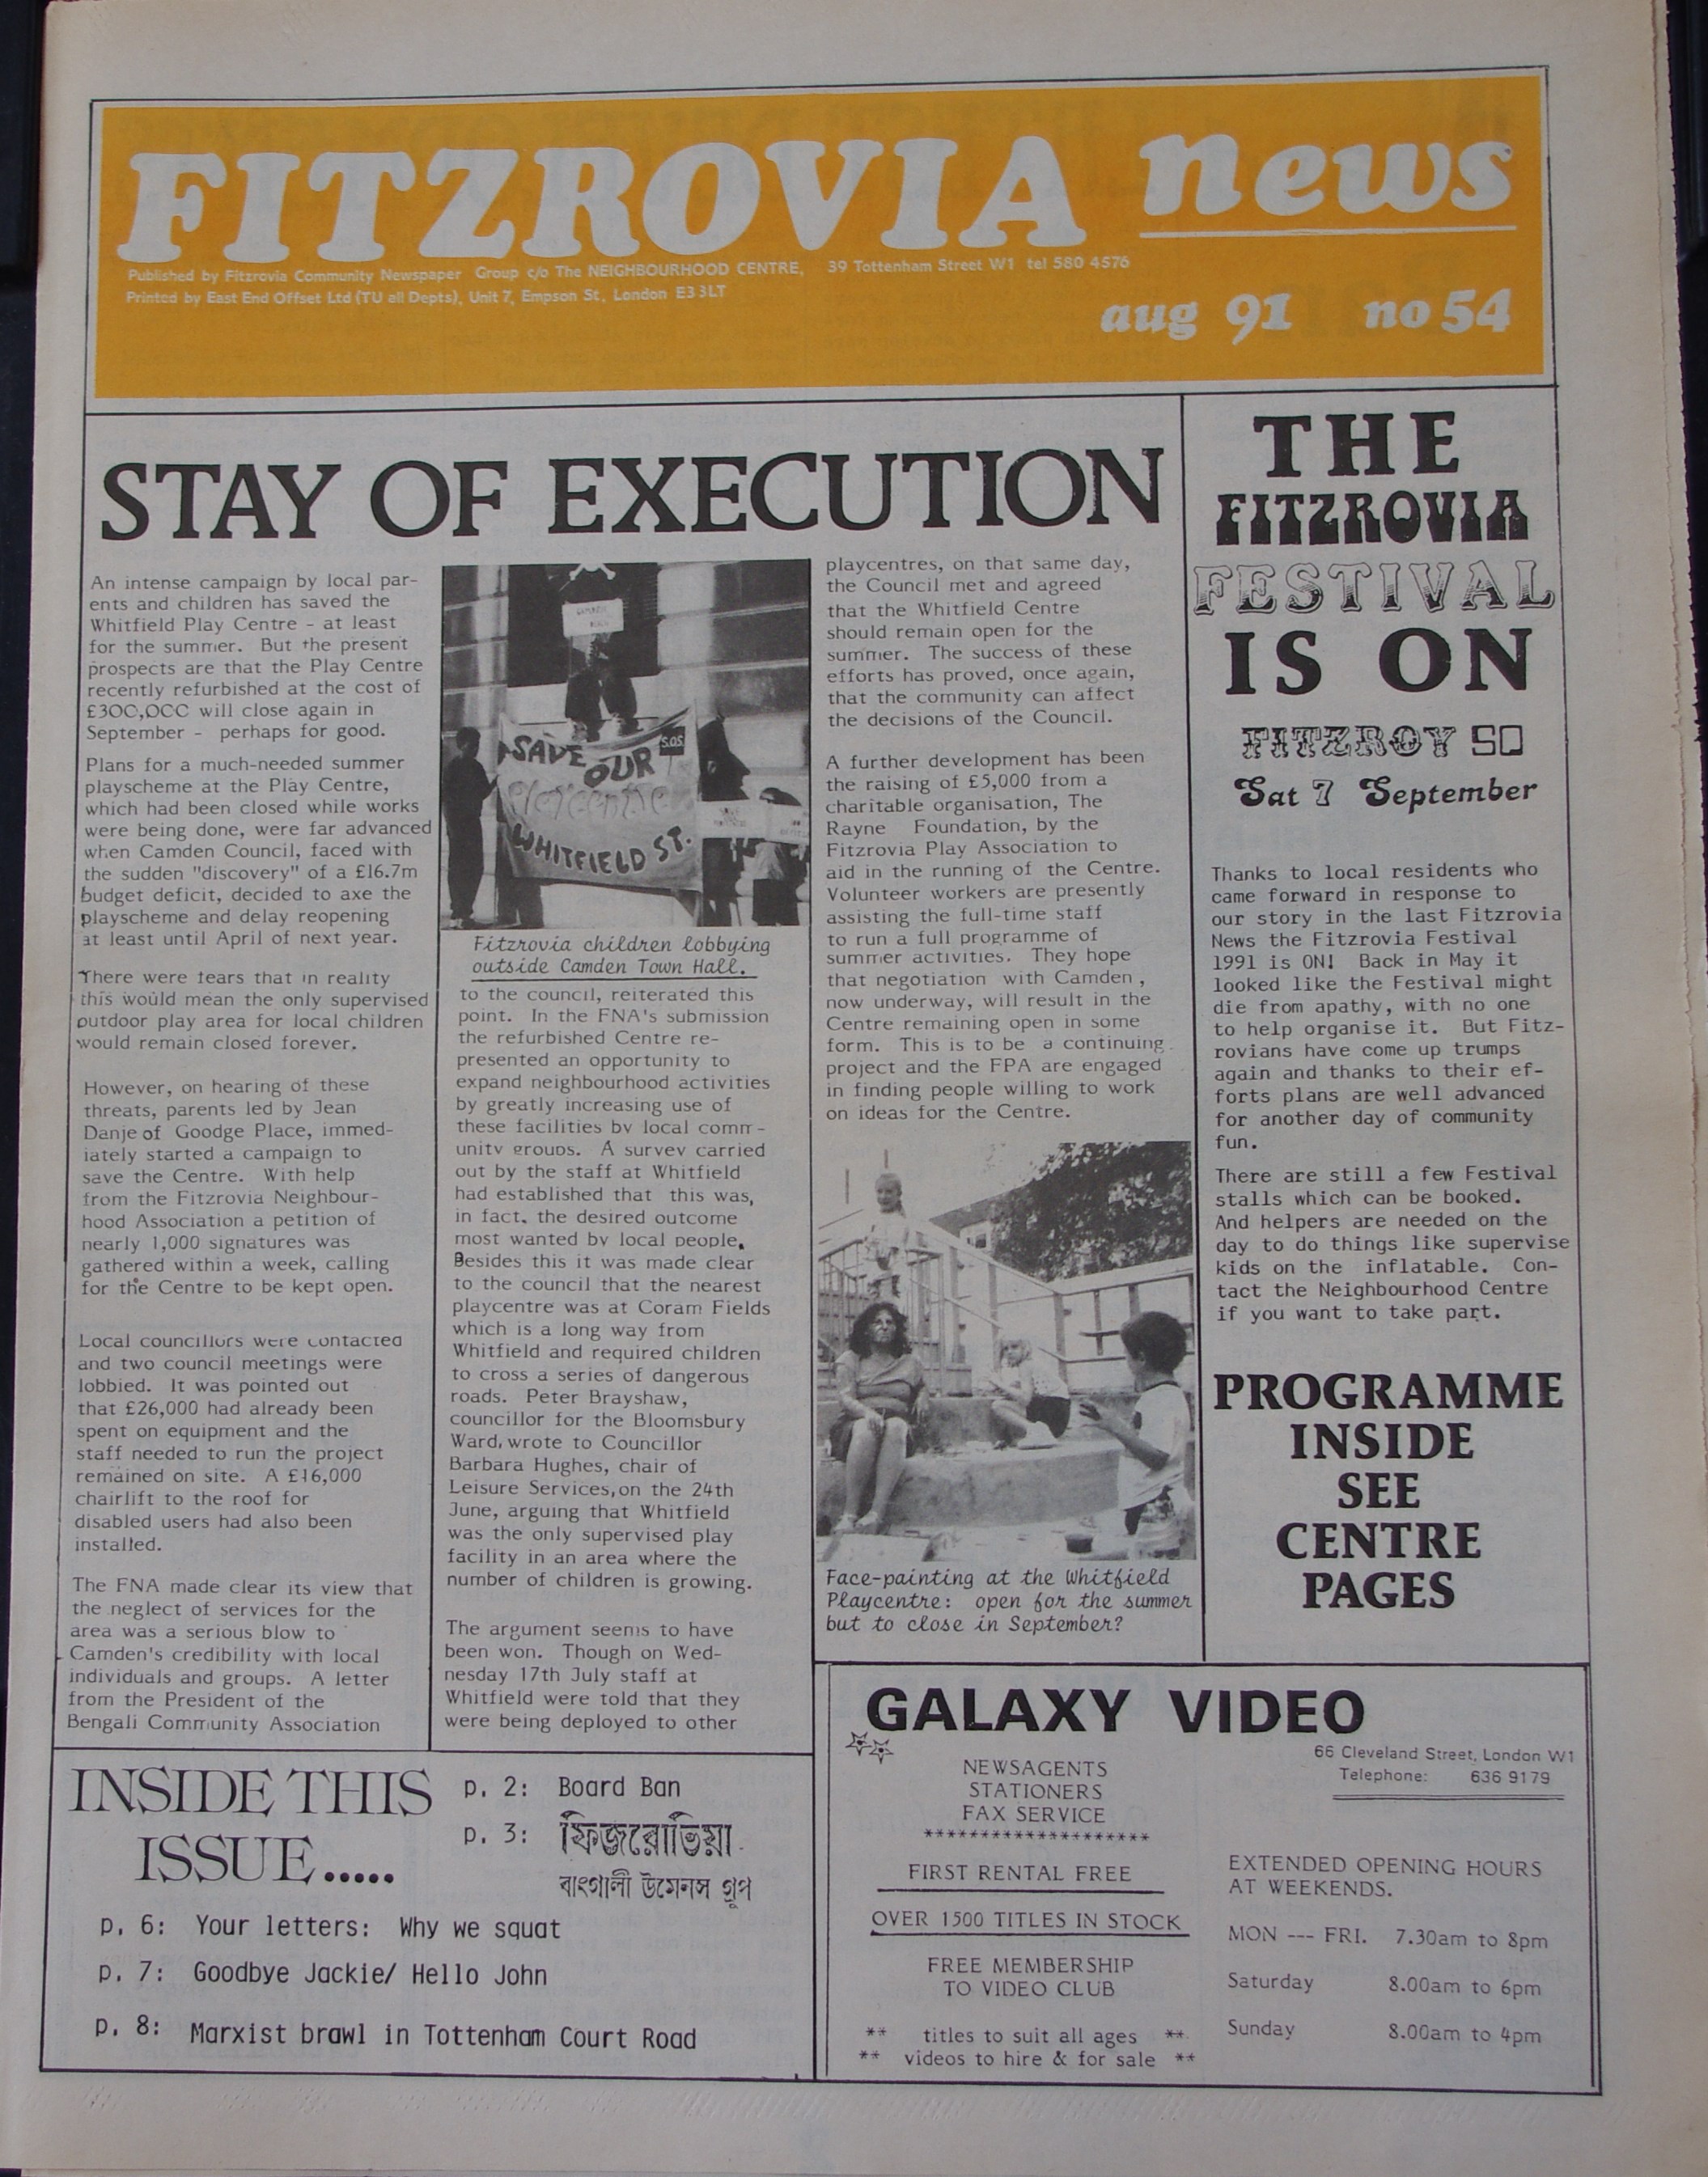 FITZROVIA news
Published by Fitzrovia Community Newspaper Group c/o The NEIGHBOURHOOD CENTRE, 39 Tottenham Street W1 tel 580 4576
Printed by East End Offset Ltd (TU all Depts), Unit 7, Empson St, London E3 3LT
aug 91 no 54
STAY OF EXECUTION
An intense campaign by local par-
ents and children has saved the
Whitfield Play Centre - at least
for the summer. But the present
prospects are that the Play Centre
recently refurbished at the cost of
£300,000 will close again in
September - perhaps for good.
Plans for a much-needed summer
playscheme at the Play Centre,
which had been closed while works
were being done, were far advanced
when Camden Council, faced with
the sudden "discovery" of a £16.7m
budget deficit, decided to axe the
playscheme and delay reopening
at least until April of next year.
There were fears that in reality
this would mean the only supervised
outdoor play area for local children
would remain closed forever.
However, on hearing of these
threats, parents led by Jean
Danje of Goodge Place, immed-
iately started a campaign to
save the Centre. With help
from the Fitzrovia Neighbour-
hood Association a petition of
nearly 1,000 signatures was
gathered within a week, calling
for the Centre to be kept open.
Local councillors were contacted
and two council meetings were
lobbied. It was pointed out
that £26,000 had already been
spent on equipment and the
staff needed to run the project
remained on site. A £16,000
chairlift to the roof for
disabled users had also been
installed.
The FNA made clear its view that
the neglect of services for the
area was a serious blow to
Camden's credibility with local
individuals and groups. A letter
from the President of the
Bengali Community Association
SAVE
OUR
S.O.S
playcentre
WHITFIELD ST.
Fitzrovia children lobbying
outside Camden Town Hall.
to the council, reiterated this
point. In the FNA's submission
the refurbished Centre re-
presented an opportunity to
expand neighbourhood activities
by greatly increasing use of
these facilities by local comm-
unity groups. A survey carried
out by the staff at Whitfield
had established that this was,
in fact, the desired outcome
most wanted by local people.
Besides this it was made clear
to the council that the nearest
playcentre was at Coram Fields
which is a long way from
Whitfield and required children
to cross a series of dangerous
roads. Peter Brayshaw,
councillor for the Bloomsbury
Ward, wrote to Councillor
Barbara Hughes, chair of
Leisure Services, on the 24th
June, arguing that Whitfield
was the only supervised play
facility in an area where the
number of children is growing.
The argument seems to have
been won. Though on Wed-
nesday 17th July staff at
Whitfield were told that they
were being deployed to other
playcentres, on that same day,
the Council met and agreed
that the Whitfield Centre
should remain open for the
summer. The success of these
efforts has proved, once again,
that the community can affect
the decisions of the Council.
A further development has been
the raising of £5,000 from a
charitable organisation, The
Rayne Foundation, by the
Fitzrovia Play Association to
aid in the running of the Centre.
Volunteer workers are presently
assisting the full-time staff
to run a full programme of
summer activities. They hope
that negotiation with Camden,
now underway, will result in the
Centre remaining open in some
form. This is to be a continuing
project and the FPA are engaged
in finding people willing to work
on ideas for the Centre.
Face-painting at the Whitfield
Playcentre: open for the summer
but to close in September?
THE
FITZROVIA
FESTIVAL
IS ON
FITZROY SQ
Sat 7 September
Thanks to local residents who
came forward in response to
our story in the last Fitzrovia
News the Fitzrovia Festival
1991 is ON! Back in May it
looked like the Festival might
die from apathy, with no one
to help organise it. But Fitz-
rovians have come up trumps
again and thanks to their ef-
forts plans are well advanced
for another day of community
fun.
There are still a few Festival
stalls which can be booked.
And helpers are needed on the
day to do things like supervise
kids on the inflatable. Con-
tact the Neighbourhood Centre
if you want to take part.
PROGRAMME
INSIDE
SEE
CENTRE
PAGES
INSIDE THIS
ISSUE.....
p. 2: Board Ban
p. 3: ফিজরোভিয়া
বাংগালী উমেনস গ্রুপ
p. 6: Your letters: Why we squat
p. 7: Goodbye Jackie/ Hello John
p. 8: Marxist brawl in Tottenham Court Road
GALAXY VIDEO
66 Cleveland Street, London W1
Telephone: 636 9179
NEWSAGENTS
STATIONERS
FAX SERVICE
********************
FIRST RENTAL FREE
OVER 1500 TITLES IN STOCK
FREE MEMBERSHIP
TO VIDEO CLUB
** titles to suit all ages **
** videos to hire & for sale **
EXTENDED OPENING HOURS
AT WEEKENDS.
MON --- FRI. 7.30am to 8pm
Saturday 8.00am to 6pm
Sunday 8.00am to 4pm